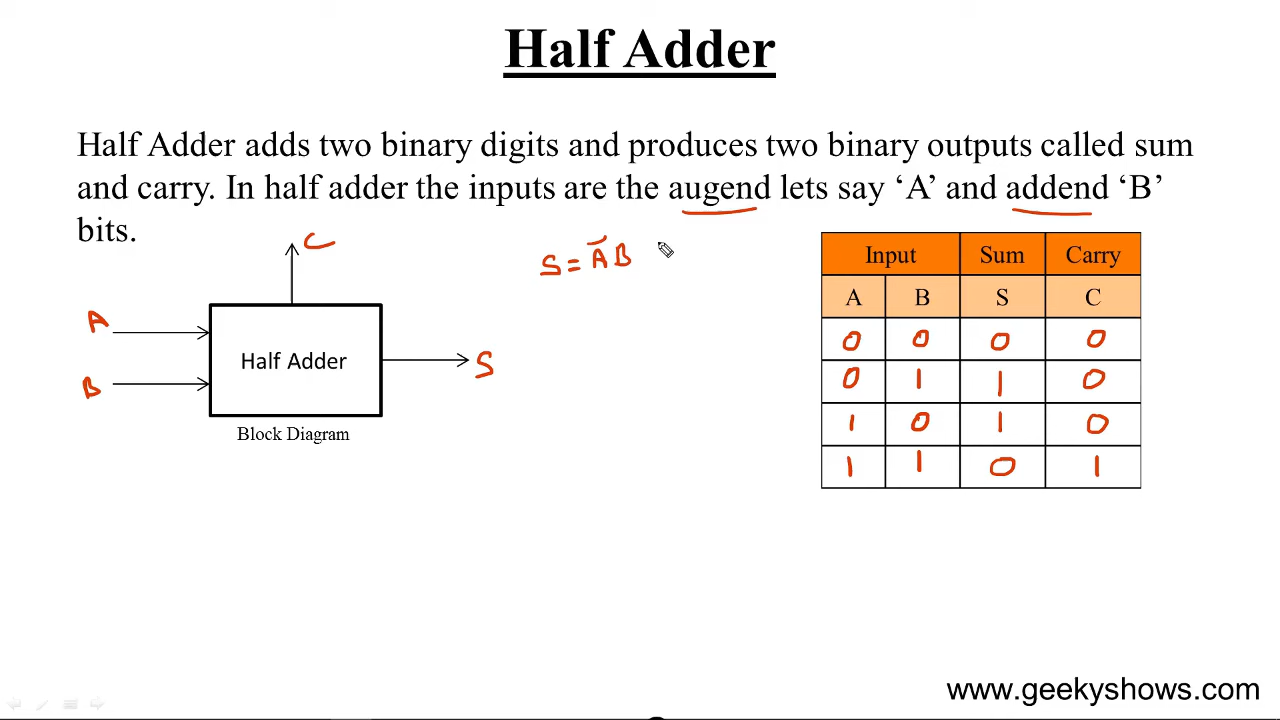 Half Adder
Half Adder adds two binary digits and produces two binary outputs called sum
and carry. In half adder the inputs are the augend lets say ‘A’ and addend ‘B’
bits.
C
A
B
Half Adder
S
Block Diagram
S = A̅ B
Input Sum Carry
A B S C
0 0 0 0
0 1 1 0
1 0 1 0
1 1 0 1
www.geekyshows.com